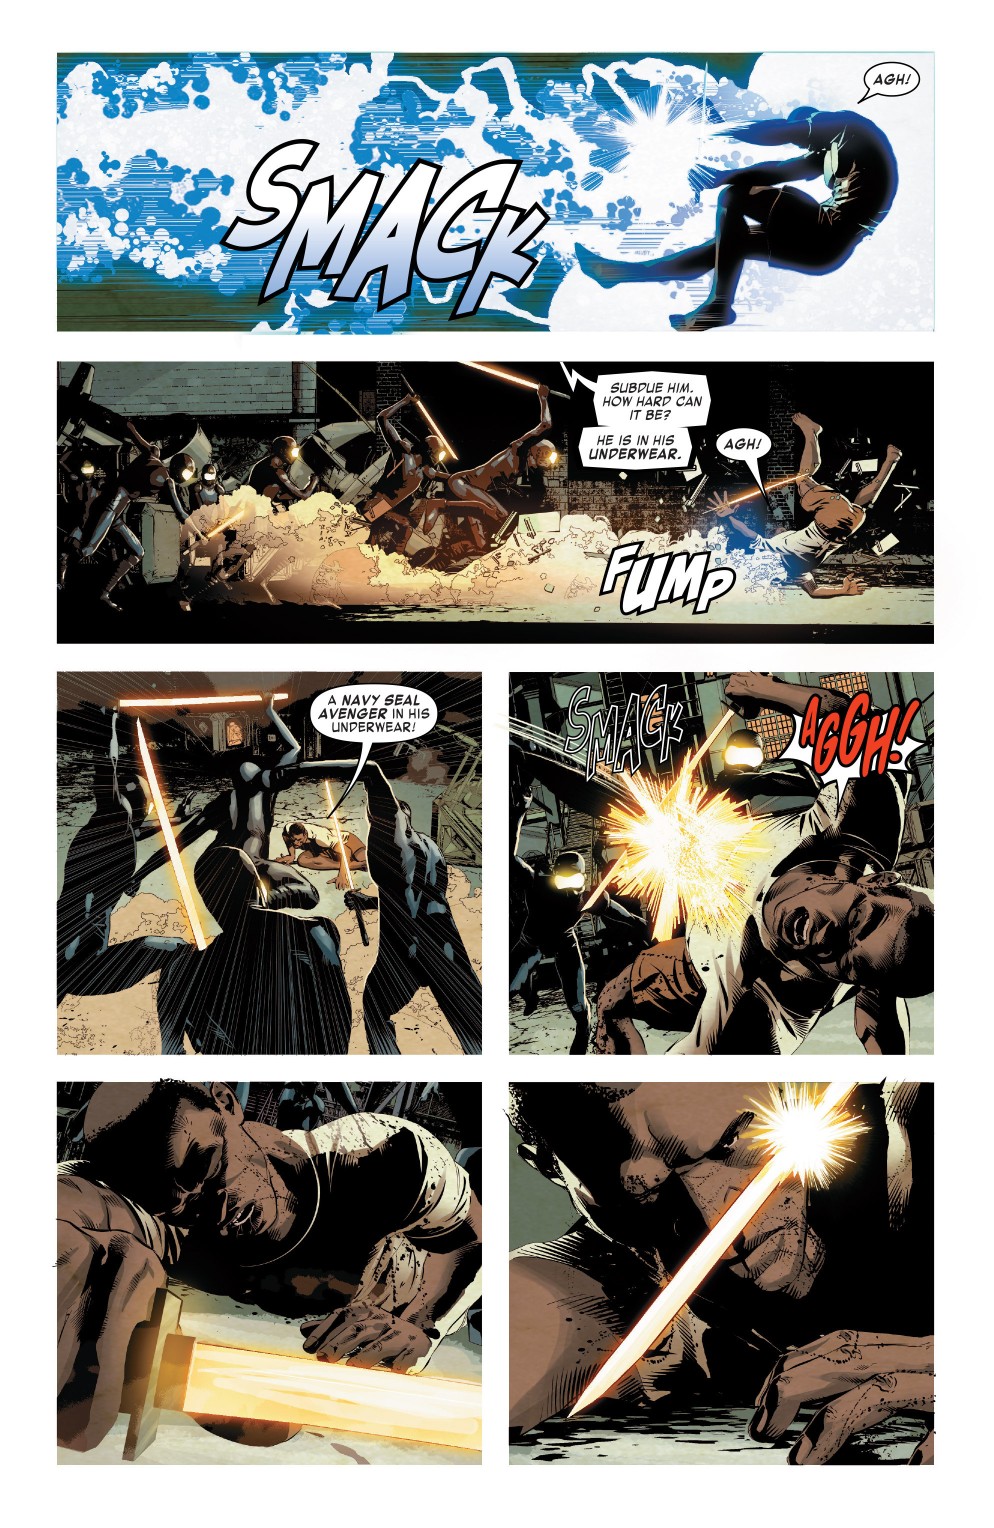 AGH!
SMACK
SUBDUE HIM.
HOW HARD CAN
IT BE?
HE IS IN HIS
UNDERWEAR.
AGH!
FUMP
A NAVY SEAL
AVENGER IN HIS
UNDERWEAR!
SMACK
AGGH!